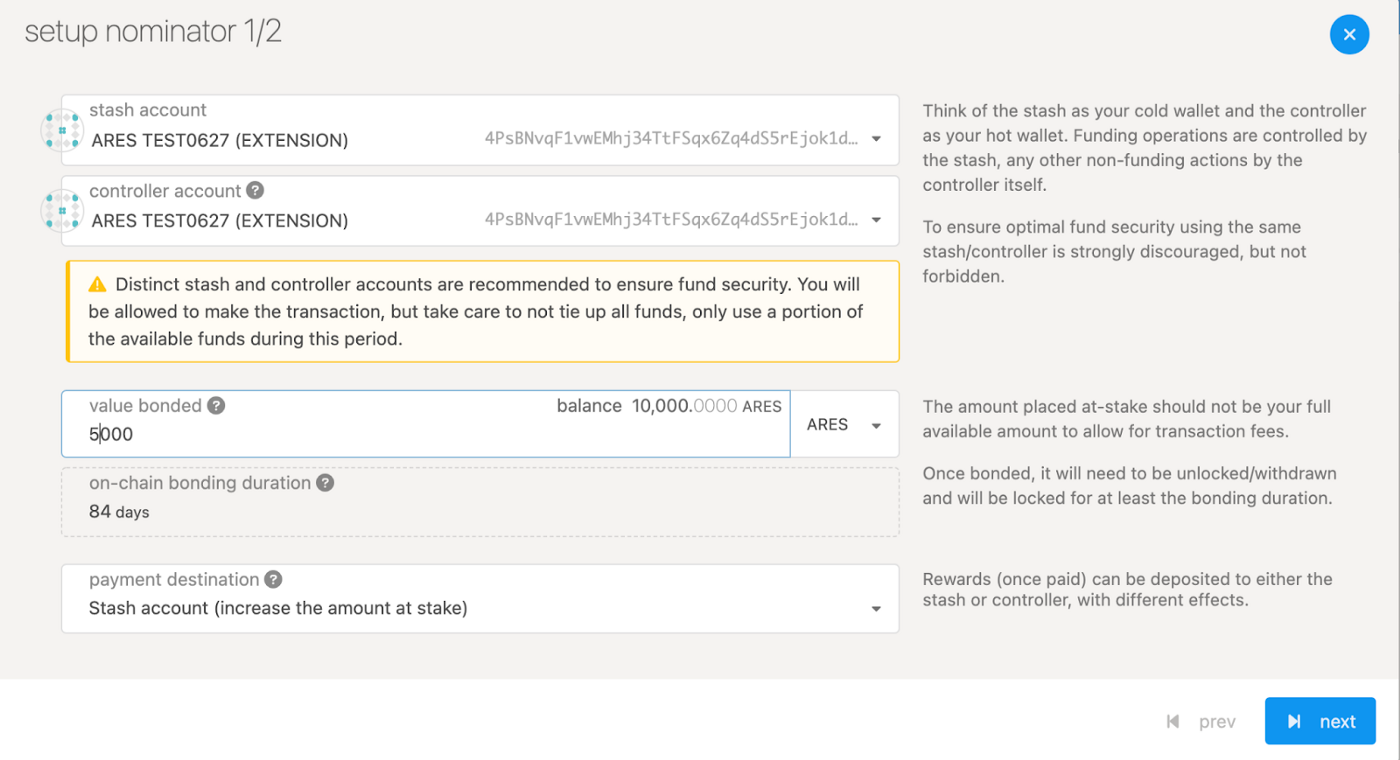 setup nominator 1/2
stash account
ARES TEST0627 (EXTENSION) 4PsBNvqF1vwEMhj34TtFSqx6Zq4dS5rEjok1d…
controller account ?
ARES TEST0627 (EXTENSION) 4PsBNvqF1vwEMhj34TtFSqx6Zq4dS5rEjok1d…
Think of the stash as your cold wallet and the controller
as your hot wallet. Funding operations are controlled by
the stash, any other non-funding actions by the
controller itself.
To ensure optimal fund security using the same
stash/controller is strongly discouraged, but not
forbidden.
Distinct stash and controller accounts are recommended to ensure fund security. You will
be allowed to make the transaction, but take care to not tie up all funds, only use a portion of
the available funds during this period.
value bonded ? balance 10,000.0000 ARES
5000
ARES
The amount placed at-stake should not be your full
available amount to allow for transaction fees.
on-chain bonding duration ?
84 days
Once bonded, it will need to be unlocked/withdrawn
and will be locked for at least the bonding duration.
payment destination ?
Stash account (increase the amount at stake)
Rewards (once paid) can be deposited to either the
stash or controller, with different effects.
prev
next